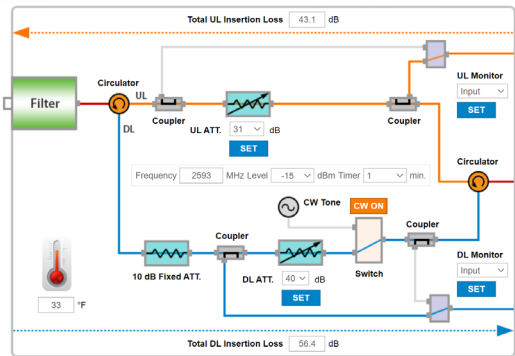 Total UL Insertion Loss 43.1 dB
Circulator
UL
Filter
DL
Coupler
UL ATT. 31 dB
SET
Coupler
UL Monitor
Input
SET
Frequency 2593 MHz Level -15 dBm Timer 1 min.
Circulator
CW Tone
CW ON
Coupler
Coupler
10 dB Fixed ATT.
DL ATT. 40 dB
SET
Switch
DL Monitor
Input
SET
33 °F
Total DL Insertion Loss 56.4 dB